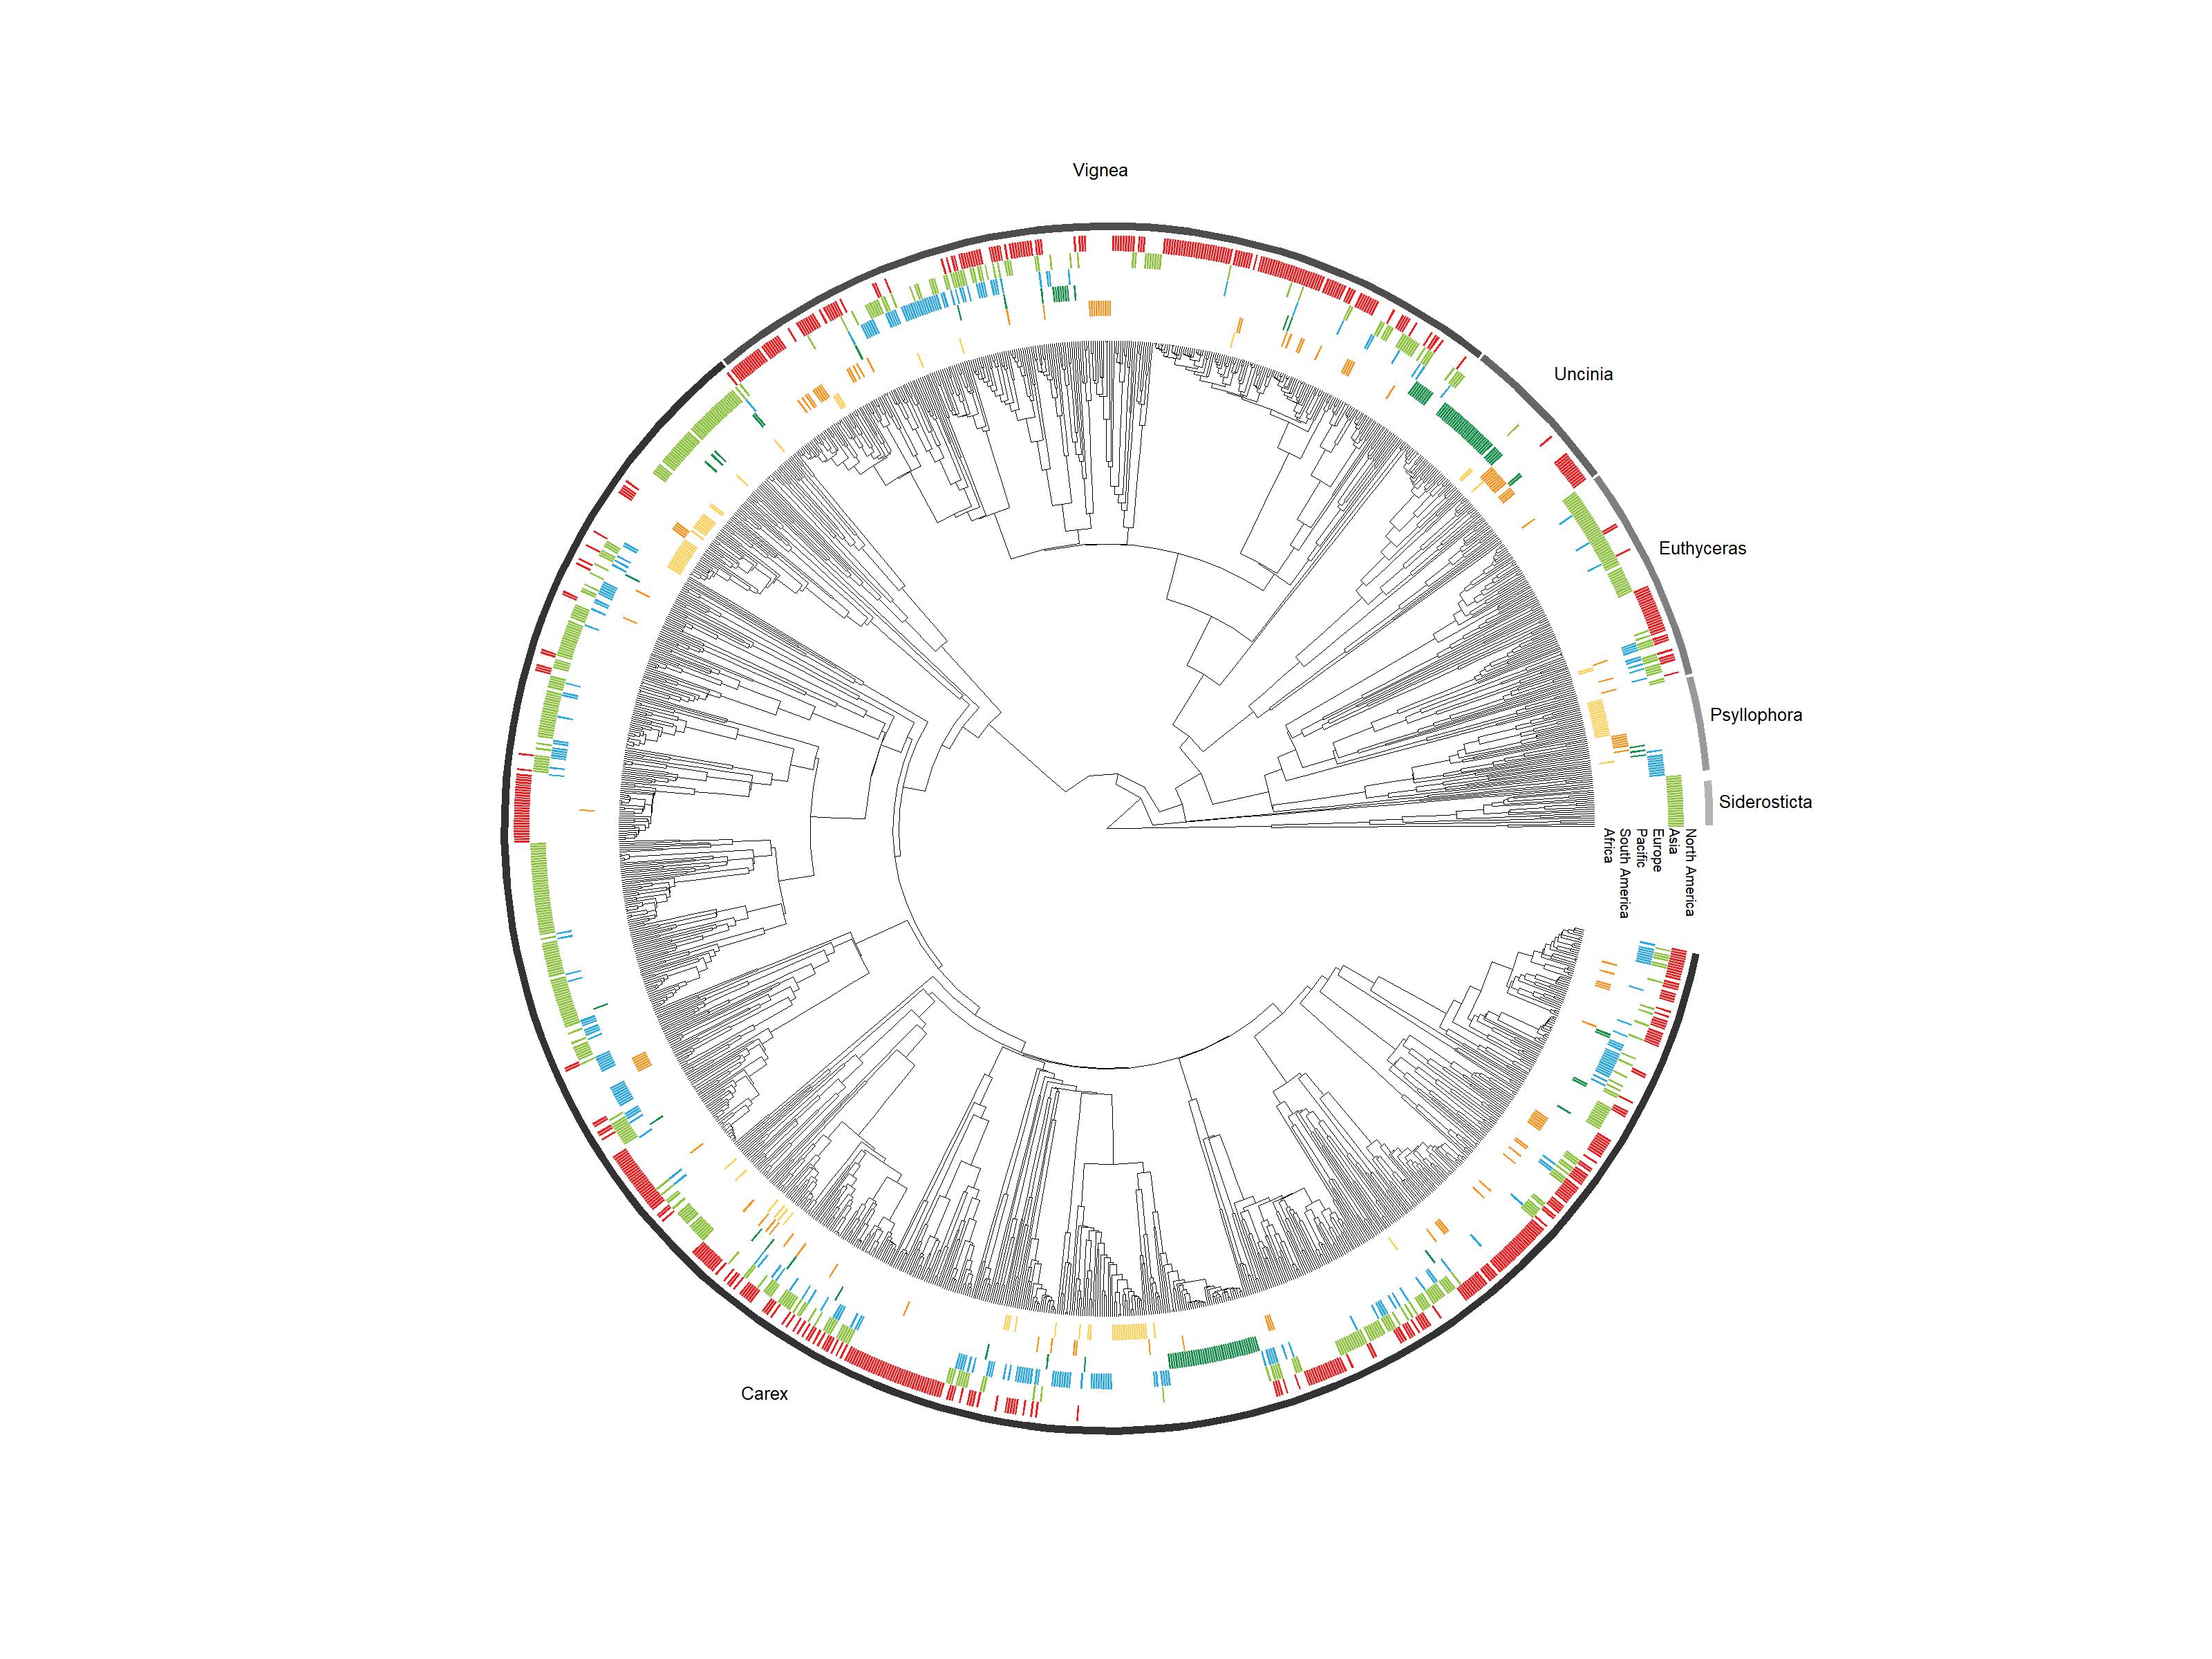 Vignea
Uncinia
Euthyceras
Psyllophora
Siderosticta
North America
Asia
Europe
Pacific
South America
Africa
Carex